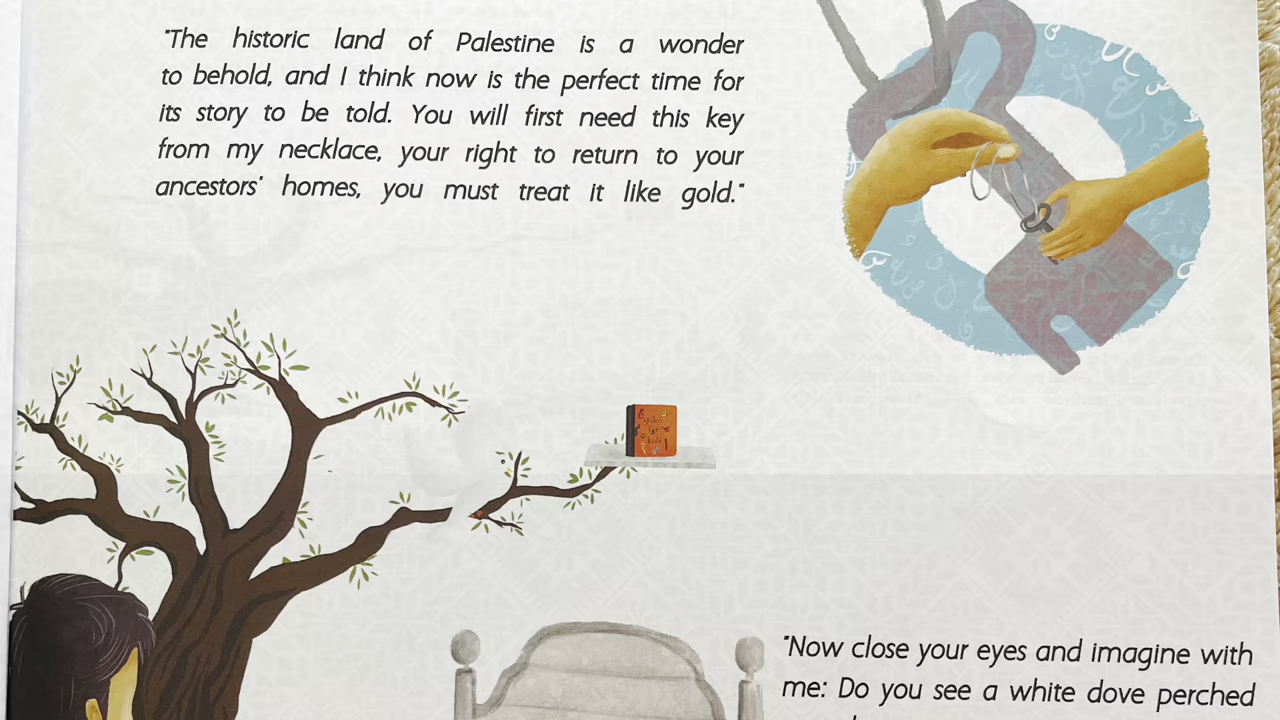 "The historic land of Palestine is a wonder
to behold, and I think now is the perfect time for
its story to be told. You will first need this key
from my necklace, your right to return to your
ancestors' homes, you must treat it like gold."
"Now close your eyes and imagine with
me: Do you see a white dove perched